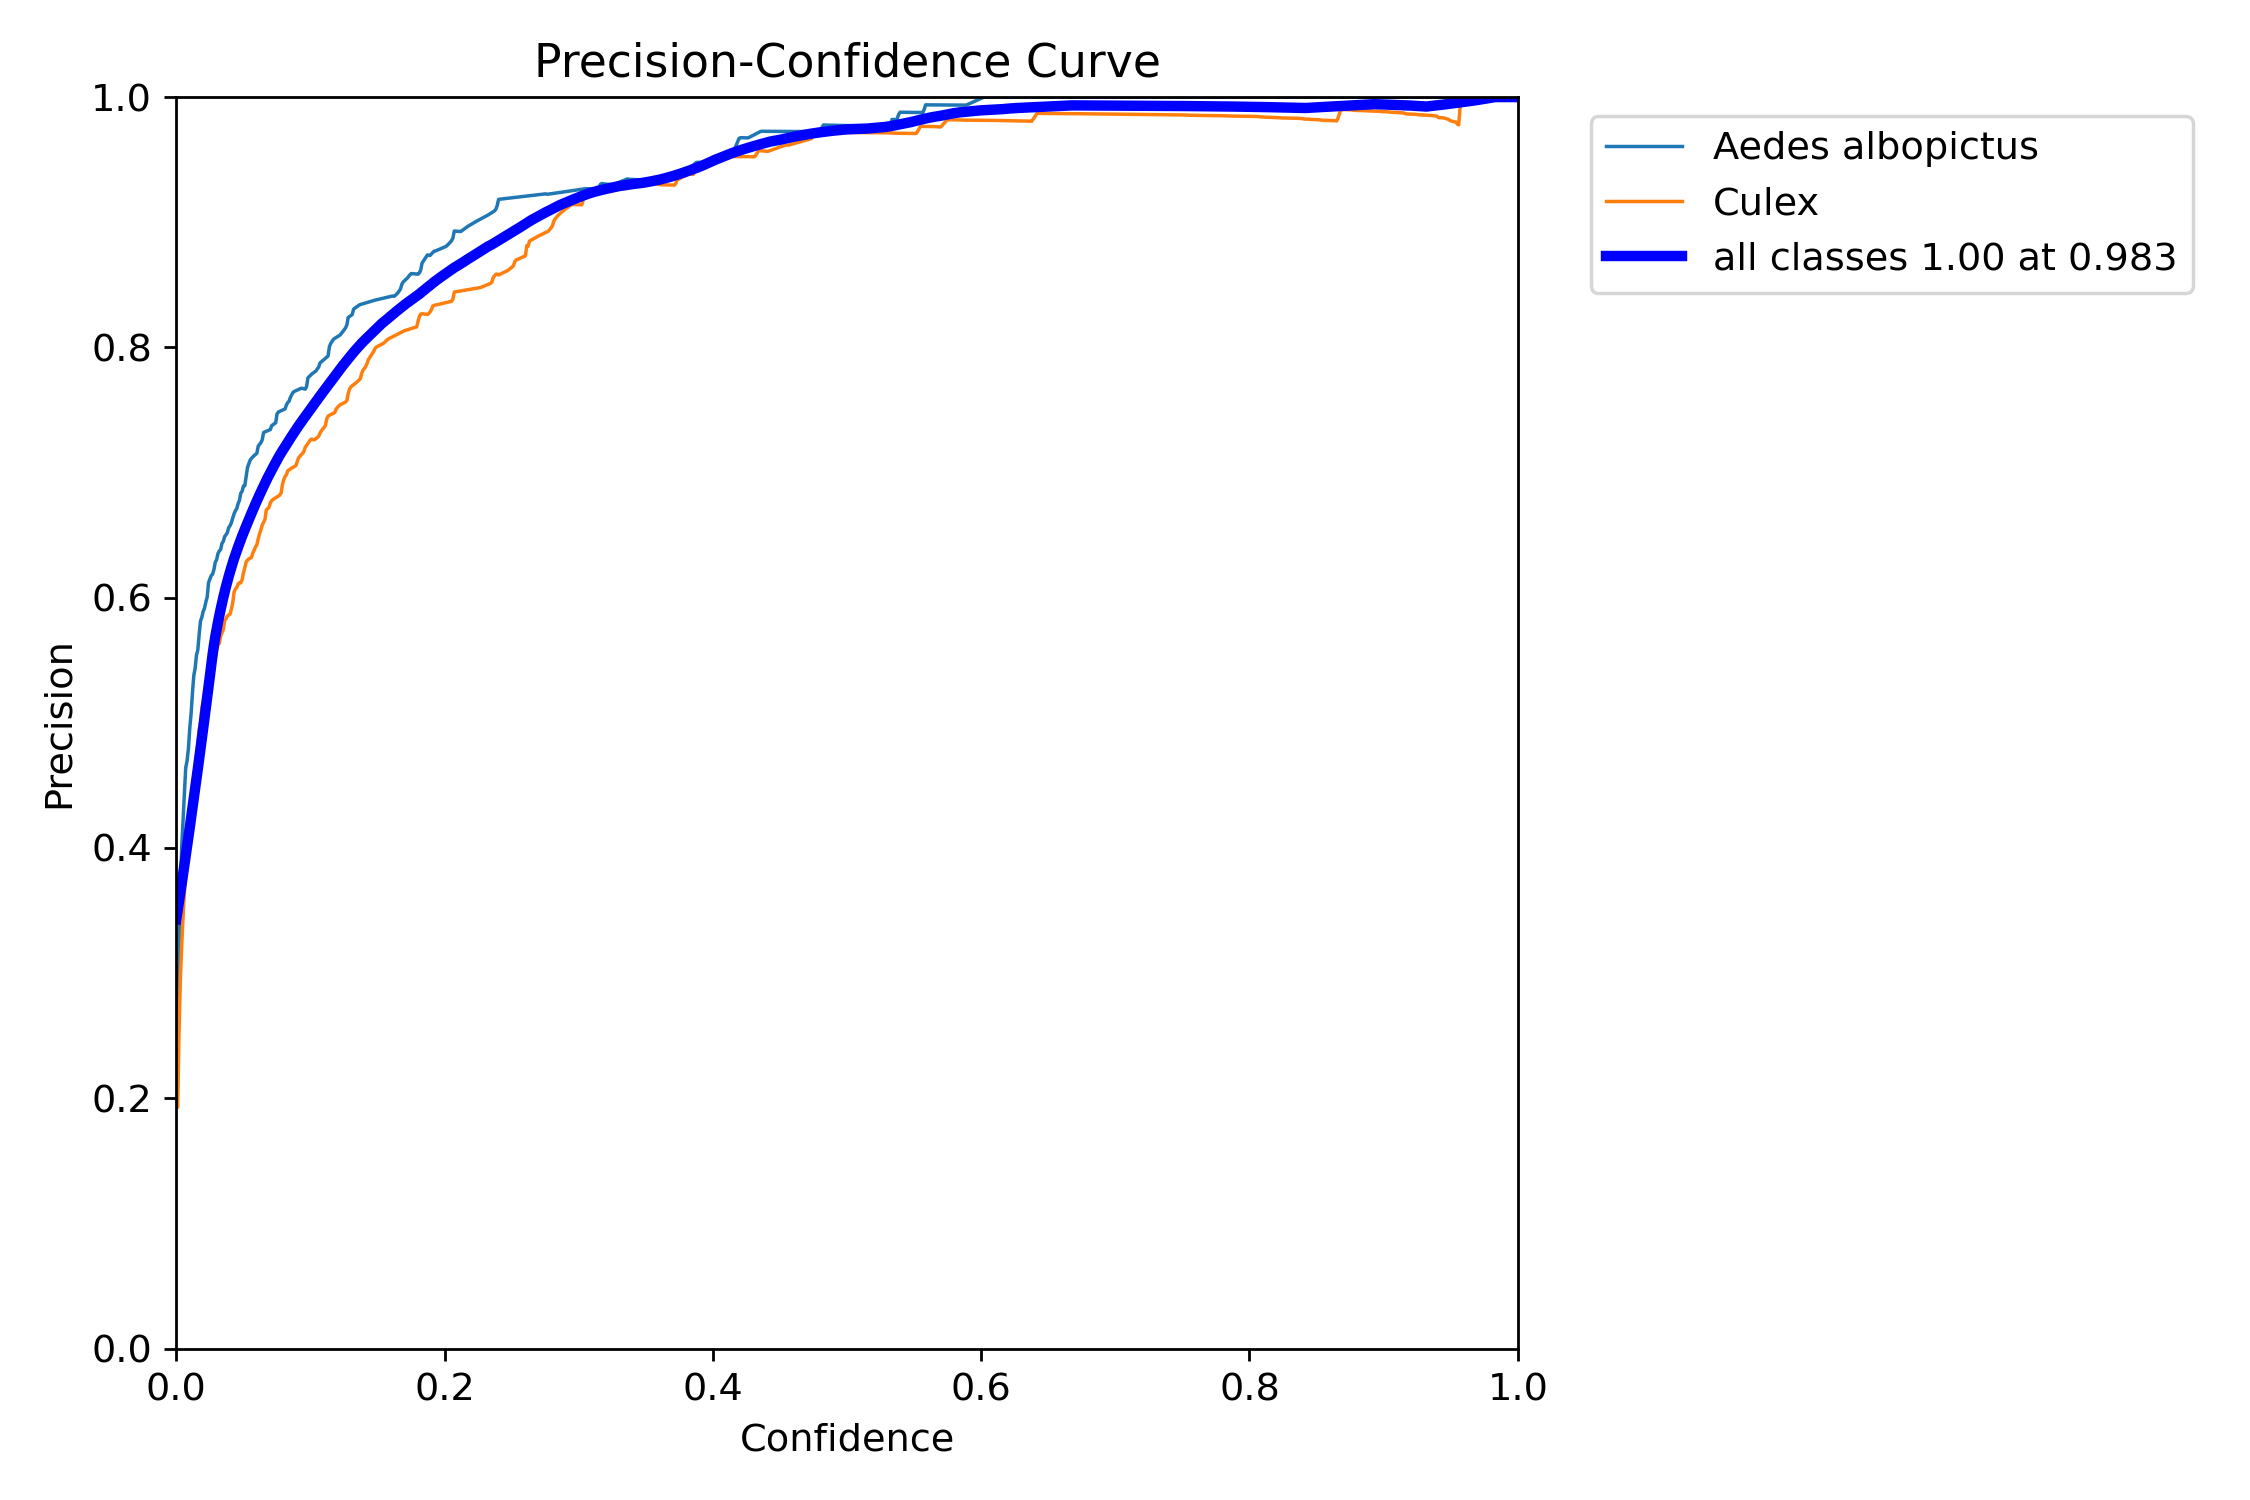 Precision-Confidence Curve
1.0
0.8
0.6
0.4
0.2
0.0
Precision
0.0 0.2 0.4 0.6 0.8 1.0
Confidence
Aedes albopictus
Culex
all classes 1.00 at 0.983